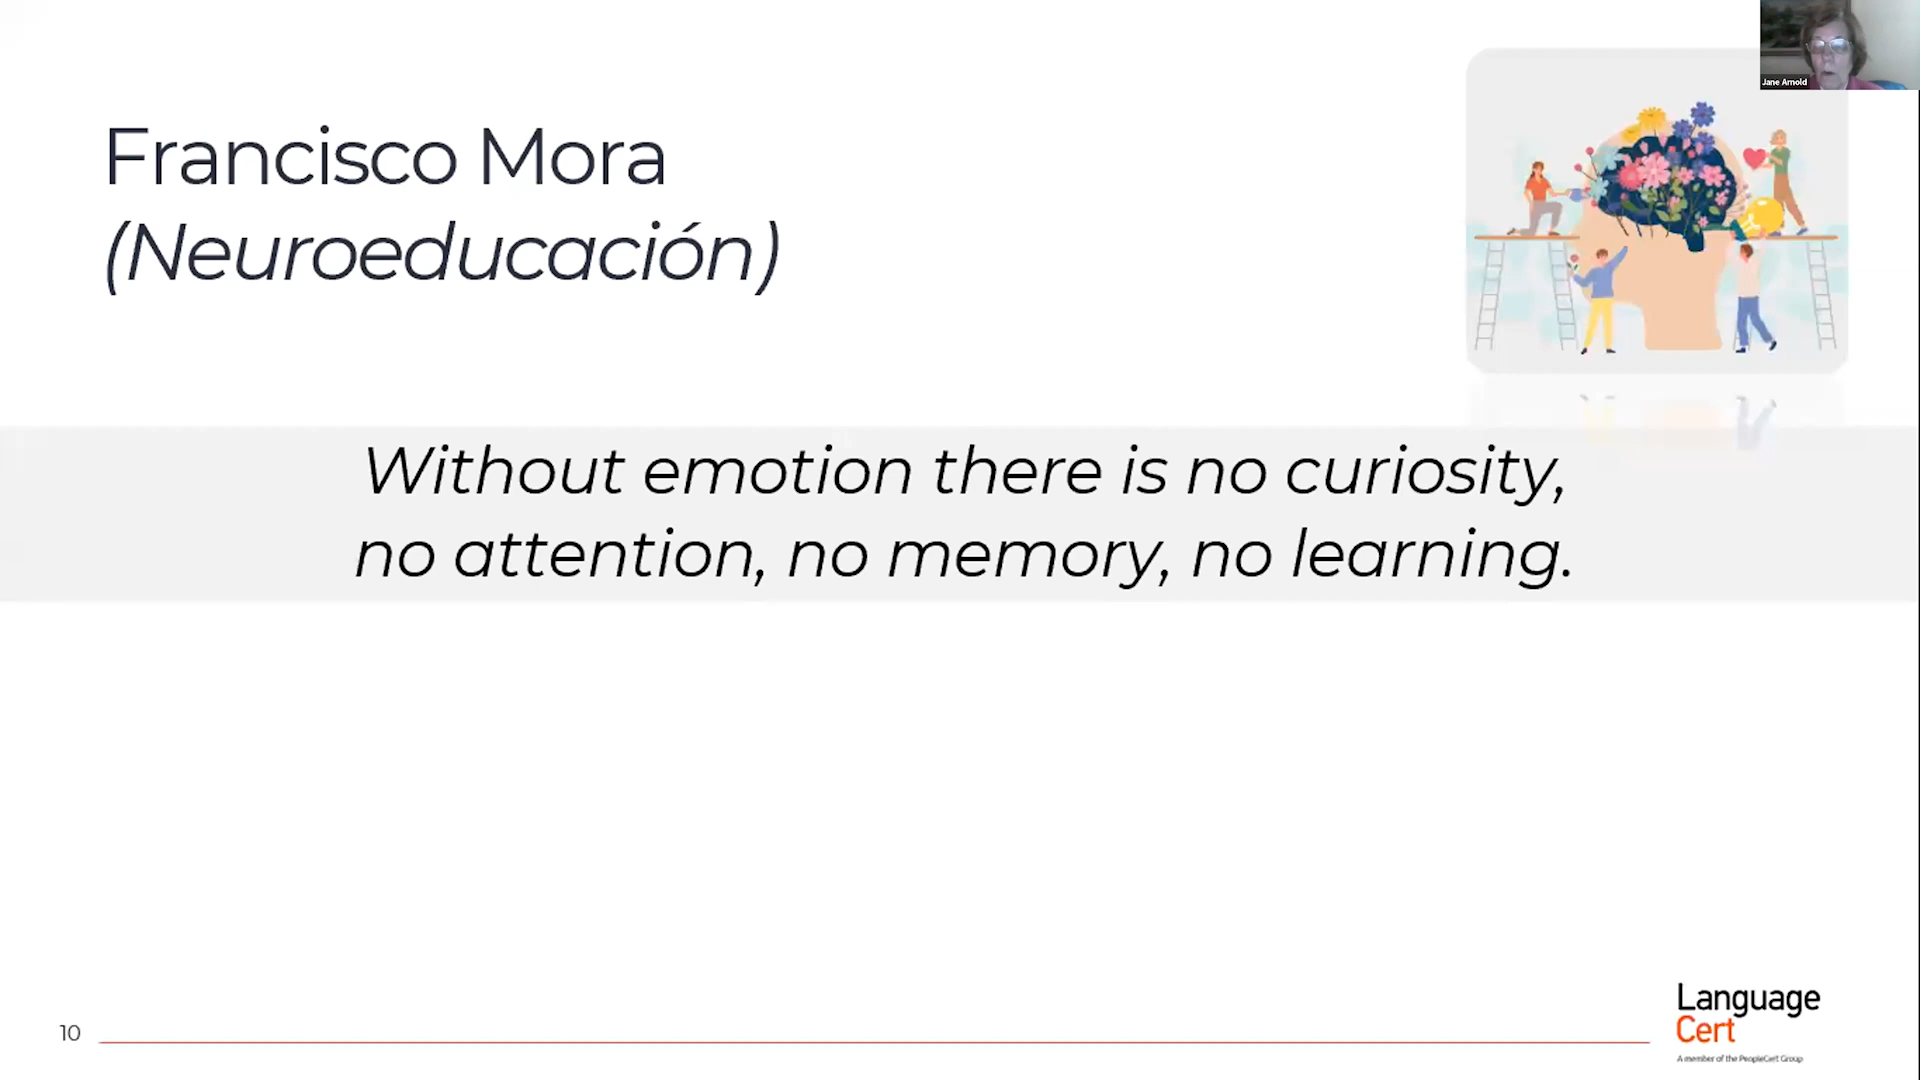 Jane Arnold
Francisco Mora
(Neuroeducación)
Without emotion there is no curiosity,
no attention, no memory, no learning.
10
Language
Cert
A member of the PeopleCert Group